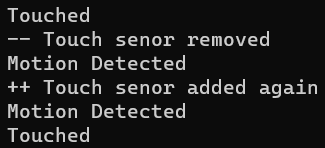 Touched
-- Touch senor removed
Motion Detected
++ Touch senor added again
Motion Detected
Touched